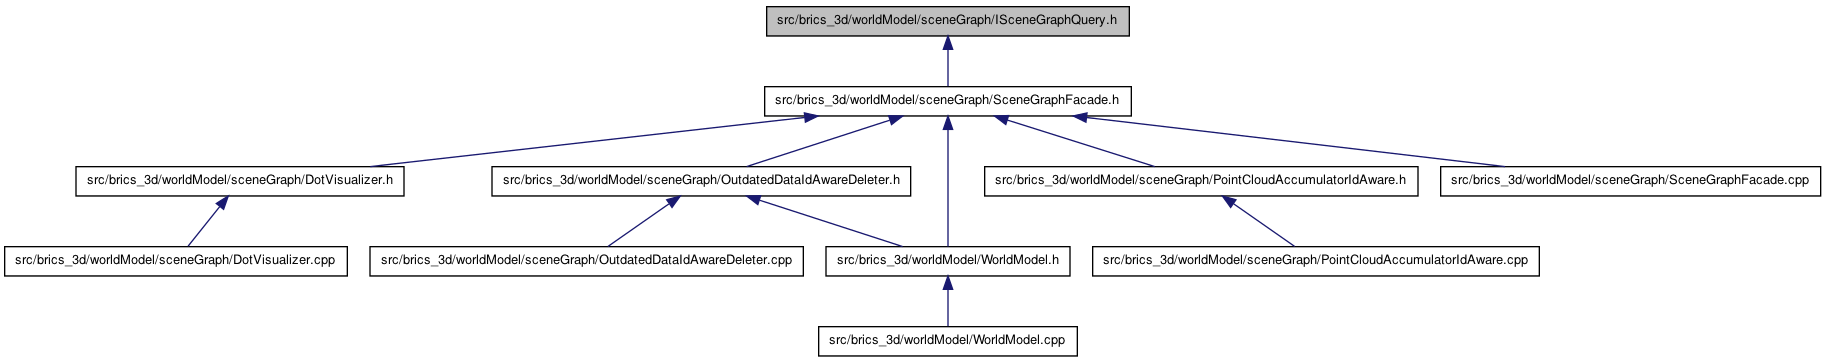 src/brics_3d/worldModel/sceneGraph/ISceneGraphQuery.h
src/brics_3d/worldModel/sceneGraph/SceneGraphFacade.h
src/brics_3d/worldModel/sceneGraph/DotVisualizer.h
src/brics_3d/worldModel/sceneGraph/OutdatedDataIdAwareDeleter.h
src/brics_3d/worldModel/sceneGraph/PointCloudAccumulatorIdAware.h
src/brics_3d/worldModel/sceneGraph/SceneGraphFacade.cpp
src/brics_3d/worldModel/sceneGraph/DotVisualizer.cpp
src/brics_3d/worldModel/sceneGraph/OutdatedDataIdAwareDeleter.cpp
src/brics_3d/worldModel/WorldModel.h
src/brics_3d/worldModel/sceneGraph/PointCloudAccumulatorIdAware.cpp
src/brics_3d/worldModel/WorldModel.cpp